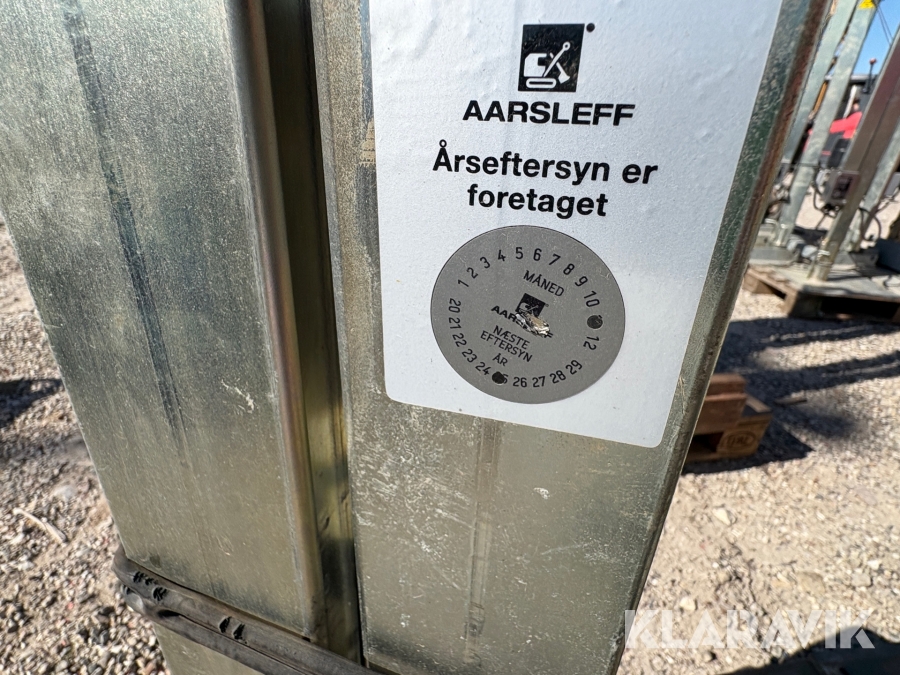 AARSLEFF
Årseftersyn er
foretaget
1 2 3 4 5 6 7 8 9 10 12
MÅNED
NÆSTE
EFTERSYN
ÅR
20 21 22 23 24 26 27 28 29
KLARAVIK